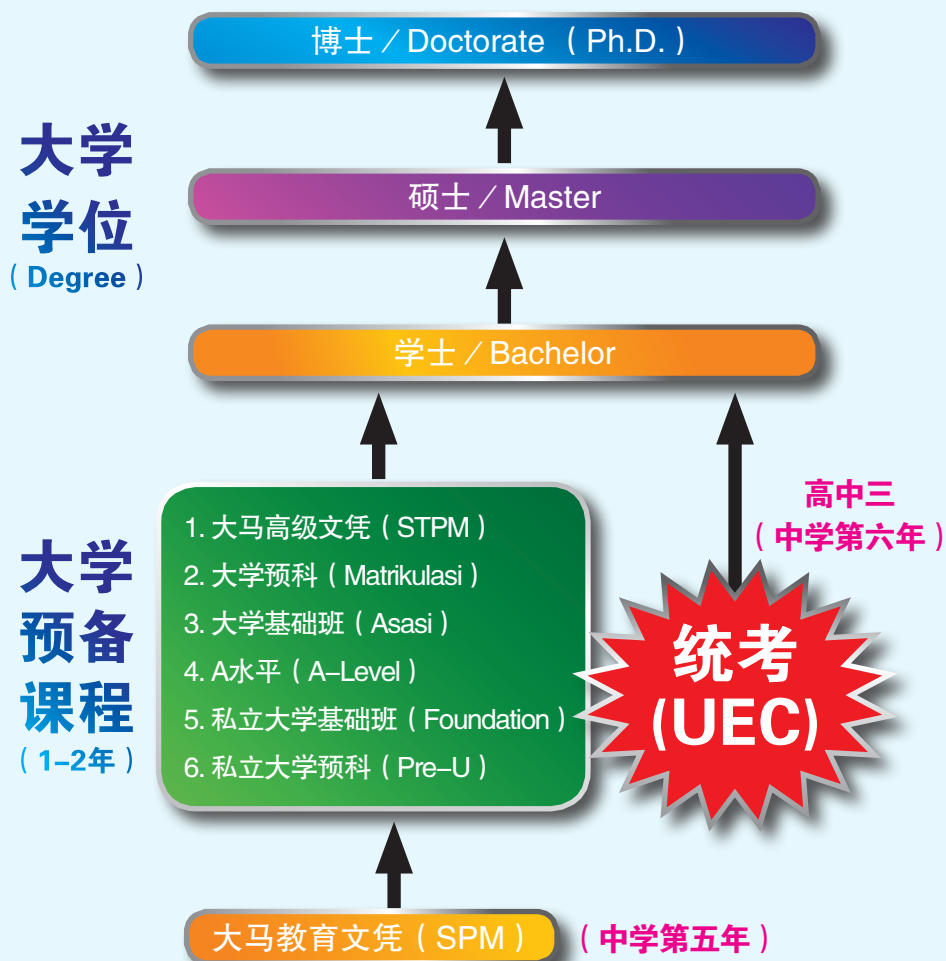 博士／Doctorate （Ph.D.）
大学
学位
（Degree）
硕士／Master
学士／Bachelor
高中三
（中学第六年）
大学
预备
课程
（1–2年）
1. 大马高级文凭（STPM）
2. 大学预科（Matrikulasi）
3. 大学基础班（Asasi）
4. A水平（A–Level）
5. 私立大学基础班（Foundation）
6. 私立大学预科（Pre–U）
统考
(UEC)
大马教育文凭（SPM）
（中学第五年）